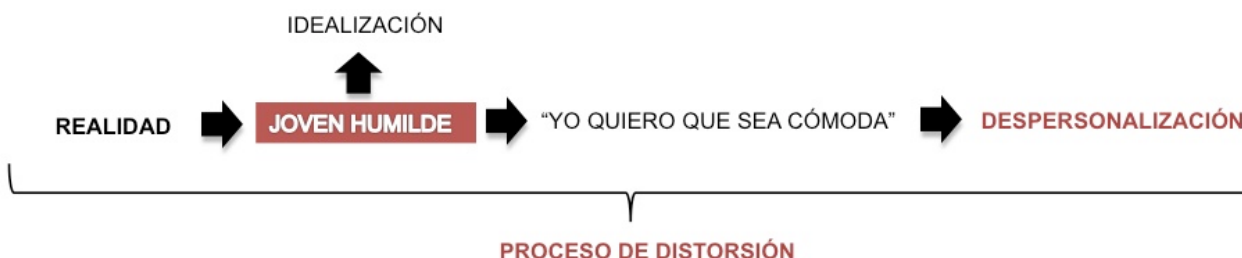 IDEALIZACIÓN
REALIDAD
JOVEN HUMILDE
“YO QUIERO QUE SEA CÓMODA”
DESPERSONALIZACIÓN
PROCESO DE DISTORSIÓN